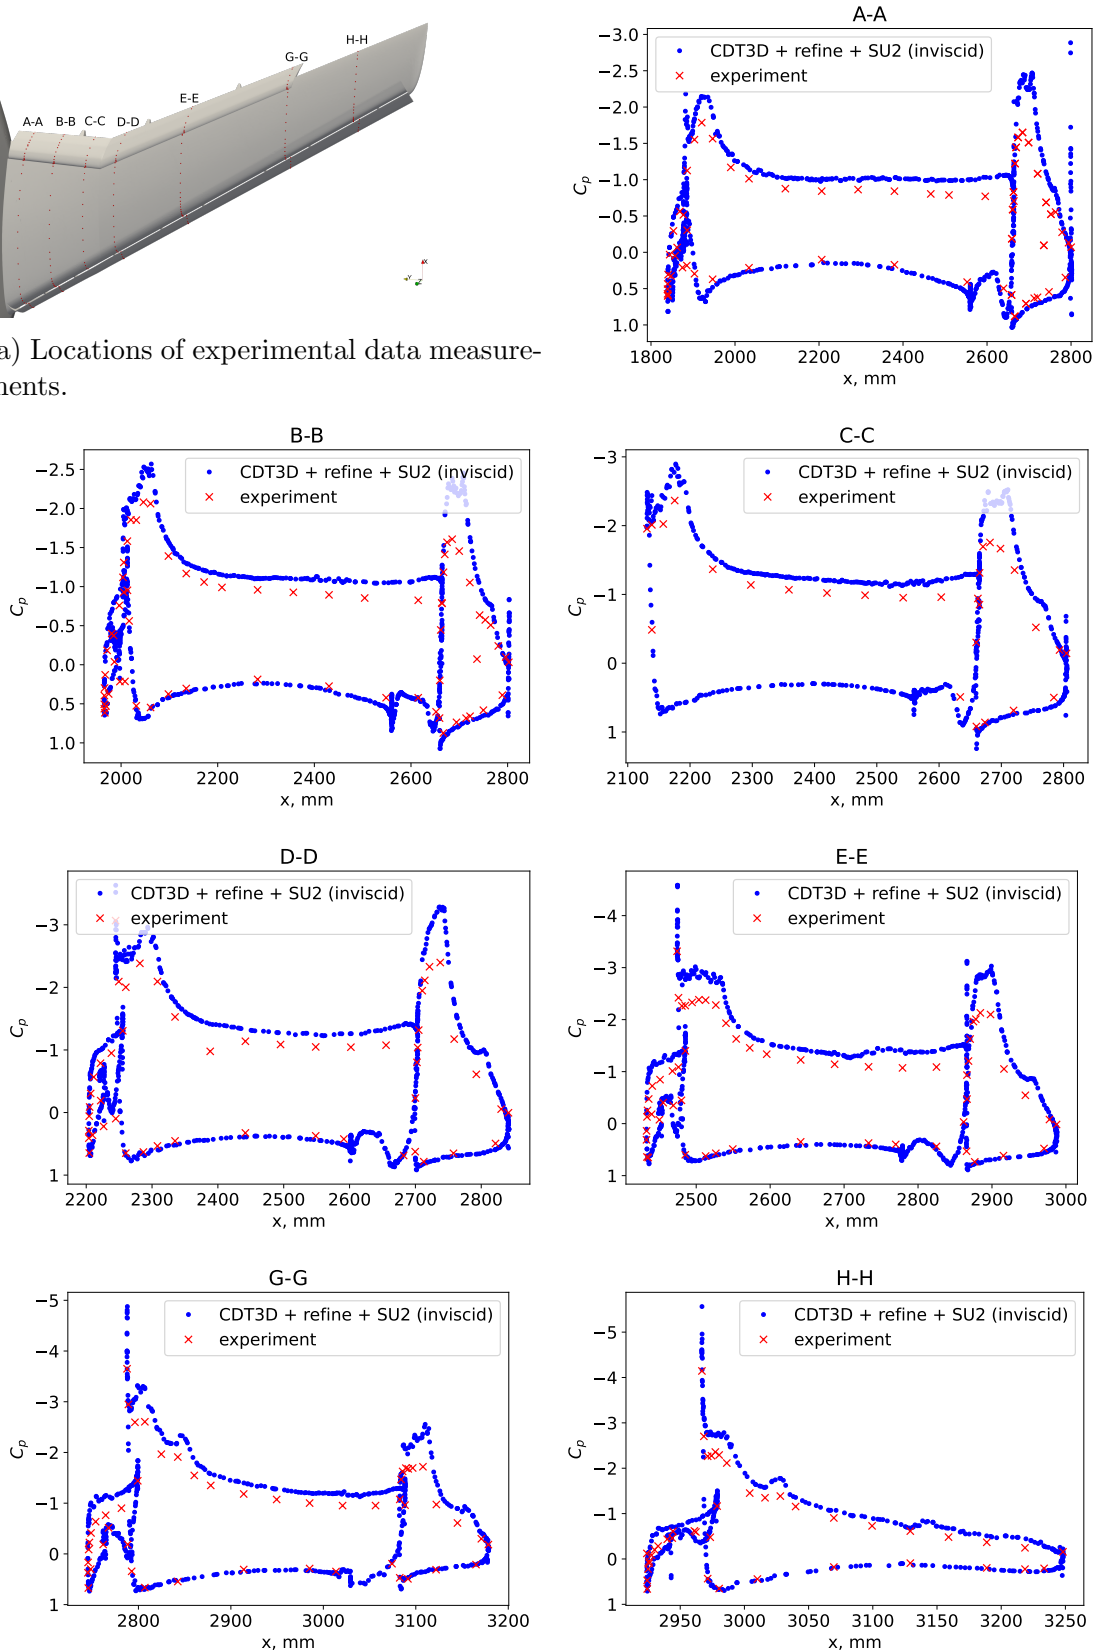 A-A
B-B
C-C
D-D
E-E
G-G
H-H
a) Locations of experimental data measure-
nents.
A-A
CDT3D + refine + SU2 (inviscid)
experiment
−3.0
−2.5
−2.0
−1.5
−1.0
−0.5
0.0
0.5
1.0
Cp
1800 2000 2200 2400 2600 2800
x, mm
B-B
CDT3D + refine + SU2 (inviscid)
experiment
−2.5
−2.0
−1.5
−1.0
−0.5
0.0
0.5
1.0
Cp
2000 2200 2400 2600 2800
x, mm
C-C
CDT3D + refine + SU2 (inviscid)
experiment
−3
−2
−1
0
1
Cp
2100 2200 2300 2400 2500 2600 2700 2800
x, mm
D-D
CDT3D + refine + SU2 (inviscid)
experiment
−3
−2
−1
0
1
Cp
2200 2300 2400 2500 2600 2700 2800
x, mm
E-E
CDT3D + refine + SU2 (inviscid)
experiment
−4
−3
−2
−1
0
1
Cp
2500 2600 2700 2800 2900 3000
x, mm
G-G
CDT3D + refine + SU2 (inviscid)
experiment
−5
−4
−3
−2
−1
0
1
Cp
2800 2900 3000 3100 3200
x, mm
H-H
CDT3D + refine + SU2 (inviscid)
experiment
−5
−4
−3
−2
−1
0
1
Cp
2950 3000 3050 3100 3150 3200 3250
x, mm